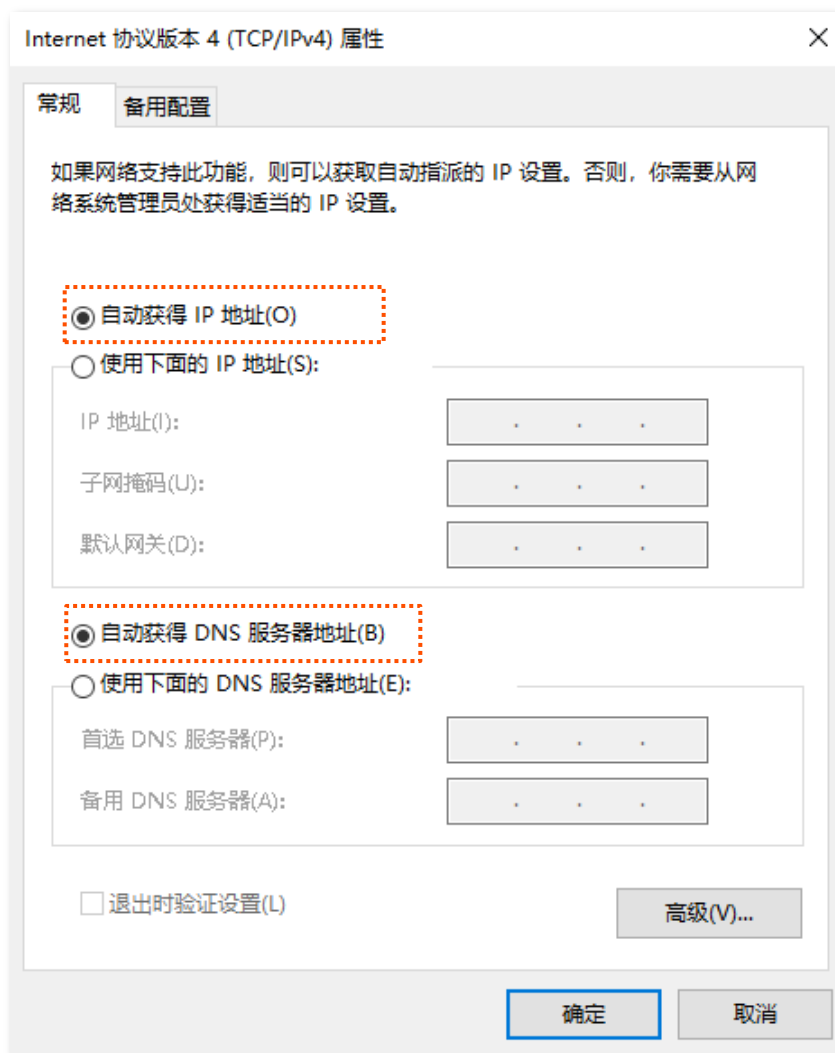 Internet 协议版本 4 (TCP/IPv4) 属性
常规
备用配置
如果网络支持此功能，则可以获取自动指派的 IP 设置。否则，你需要从网
络系统管理员处获得适当的 IP 设置。
自动获得 IP 地址(O)
使用下面的 IP 地址(S):
IP 地址(I):
子网掩码(U):
默认网关(D):
自动获得 DNS 服务器地址(B)
使用下面的 DNS 服务器地址(E):
首选 DNS 服务器(P):
备用 DNS 服务器(A):
退出时验证设置(L)
高级(V)...
确定
取消